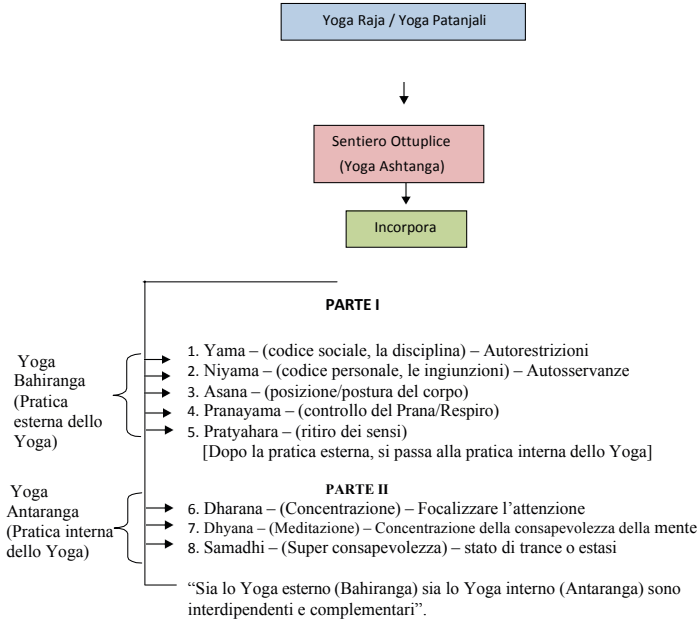 Yoga Raja / Yoga Patanjali
Sentiero Ottuplice
(Yoga Ashtanga)
Incorpora
PARTE I
Yoga
Bahiranga
(Pratica
esterna dello
Yoga)
1. Yama – (codice sociale, la disciplina) – Autorestrizioni
2. Niyama – (codice personale, le ingiunzioni) – Autosservanze
3. Asana – (posizione/postura del corpo)
4. Pranayama – (controllo del Prana/Respiro)
5. Pratyahara – (ritiro dei sensi)
[Dopo la pratica esterna, si passa alla pratica interna dello Yoga]
PARTE II
Yoga
Antaranga
(Pratica interna
dello Yoga)
6. Dharana – (Concentrazione) – Focalizzare l’attenzione
7. Dhyana – (Meditazione) – Concentrazione della consapevolezza della mente
8. Samadhi – (Super consapevolezza) – stato di trance o estasi
“Sia lo Yoga esterno (Bahiranga) sia lo Yoga interno (Antaranga) sono
interdipendenti e complementari”.